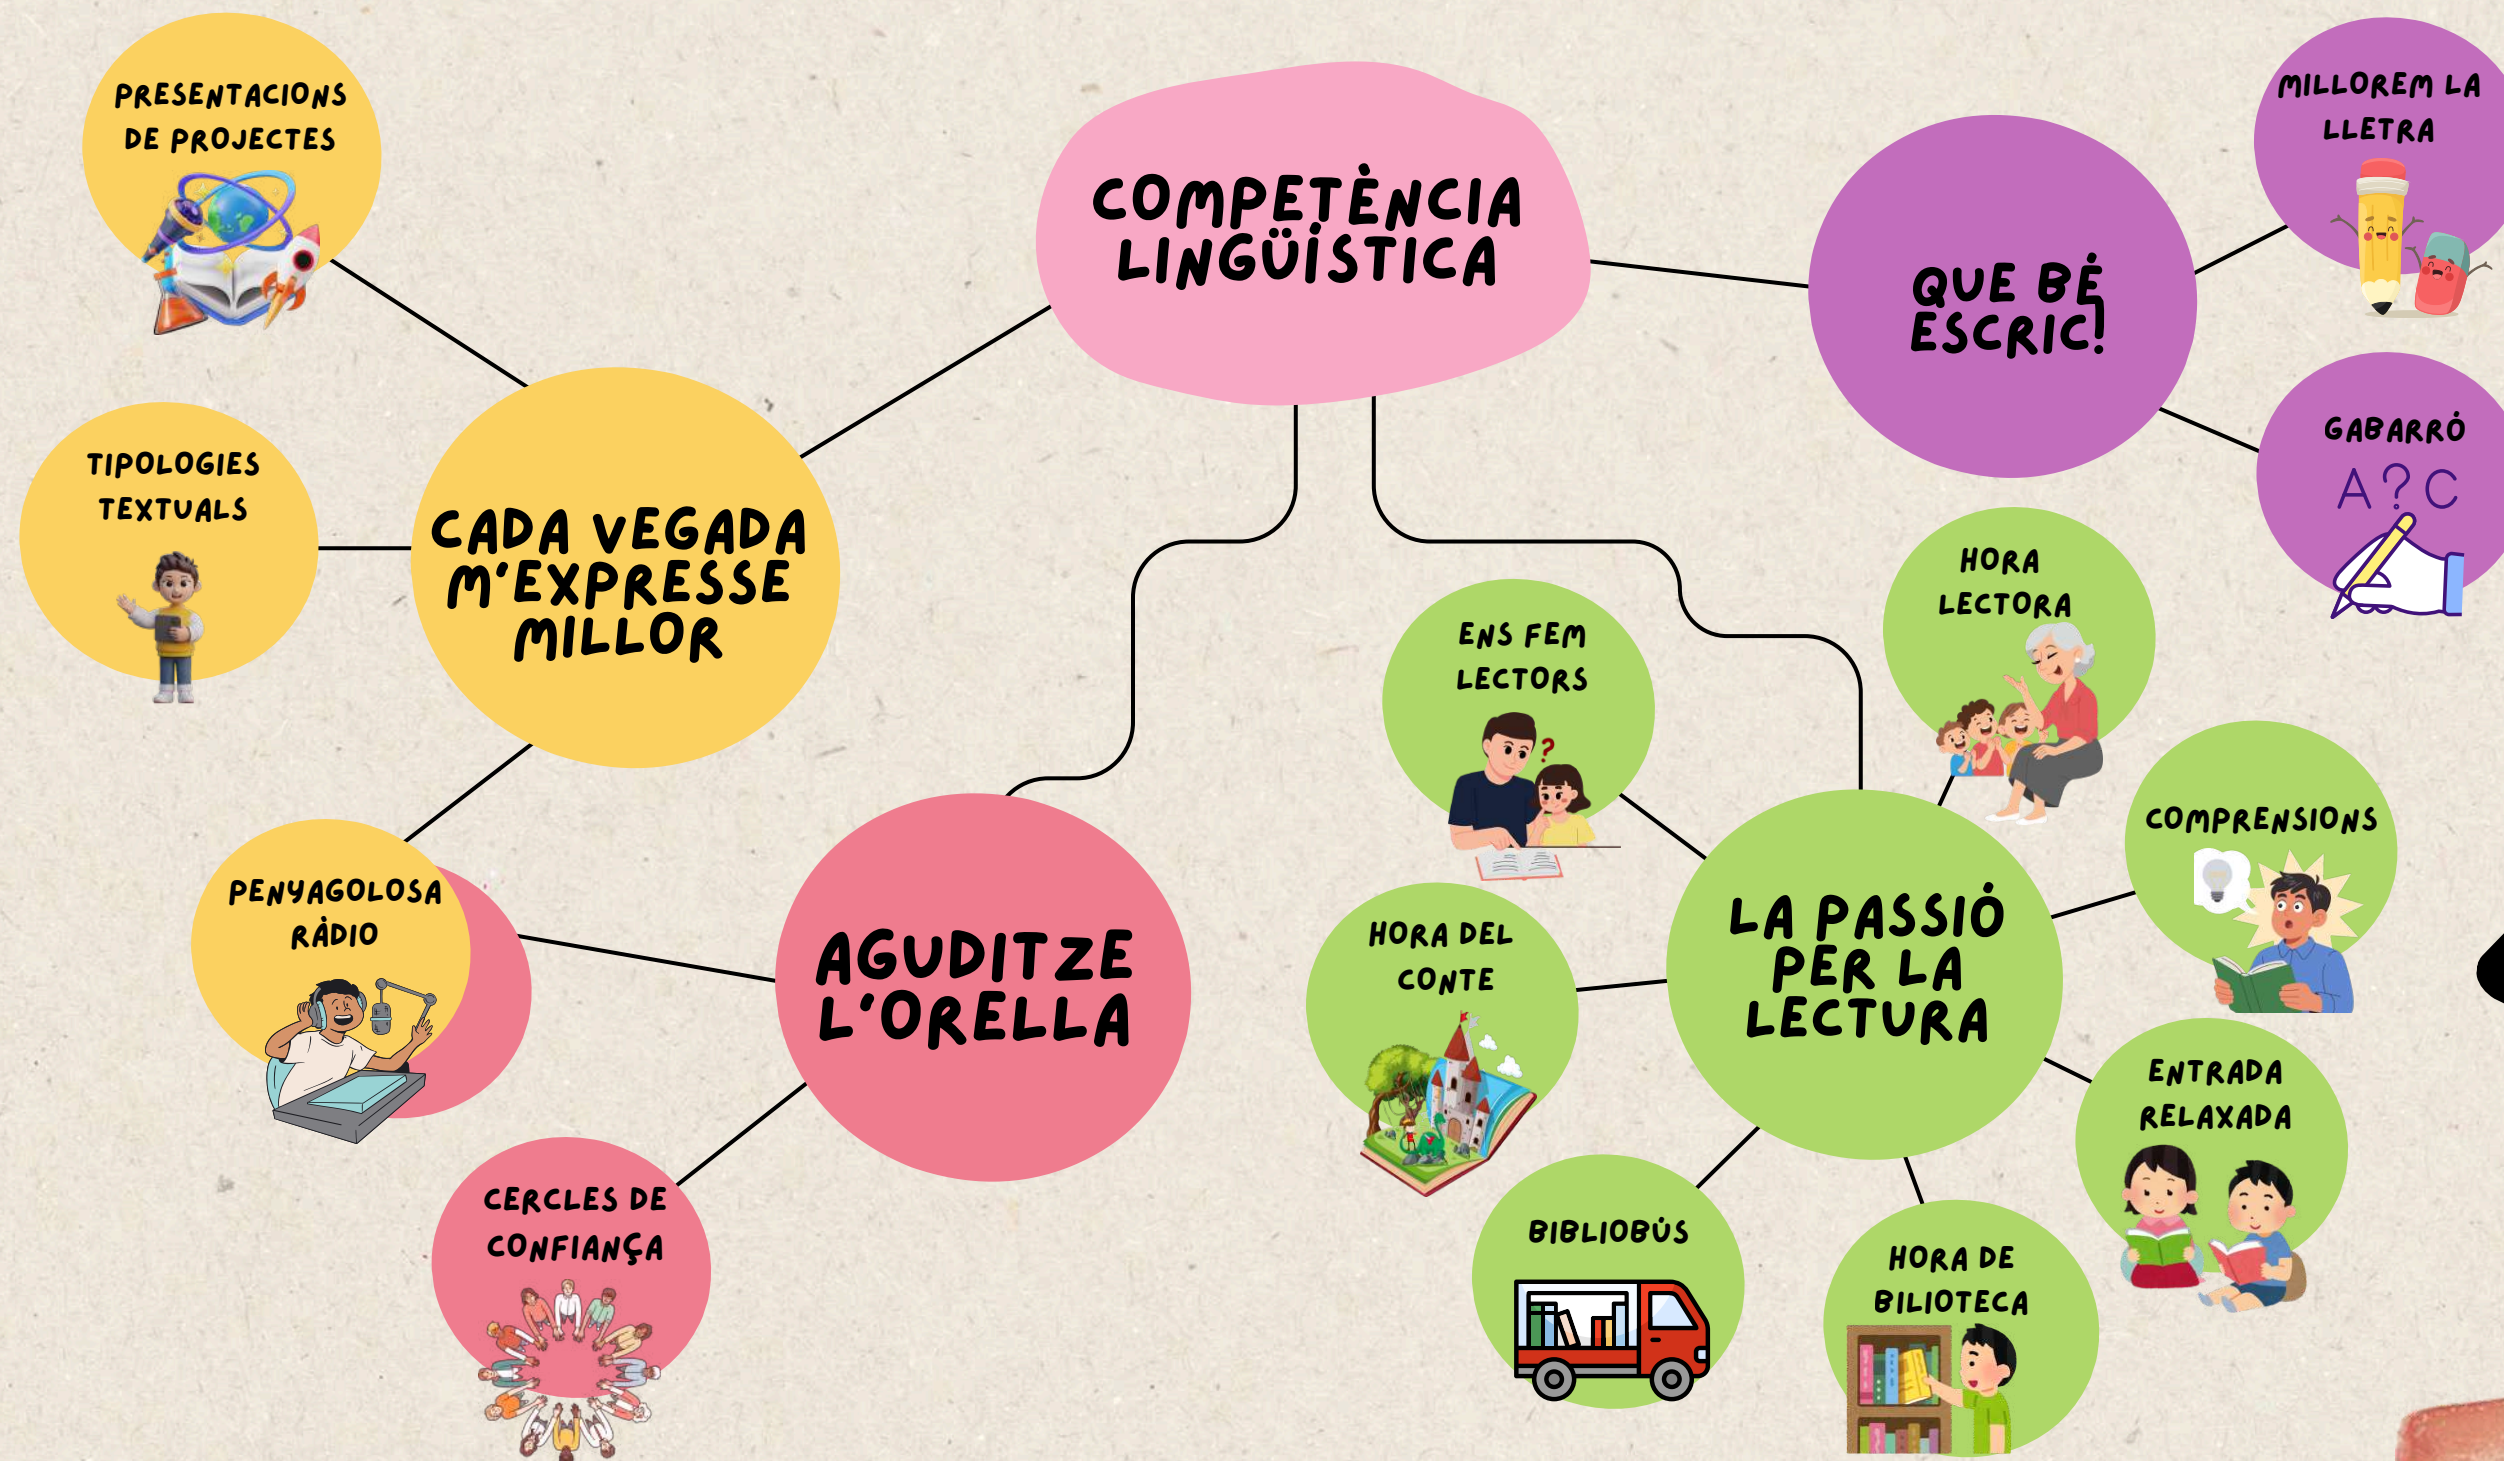 COMPETÈNCIA
LINGÜÍSTICA
PRESENTACIONS
DE PROJECTES
TIPOLOGIES
TEXTUALS
CADA VEGADA
M'EXPRESSE
MILLOR
PENYAGOLOSA
RÀDIO
AGUDITZE
L'ORELLA
CERCLES DE
CONFIANÇA
QUE BÉ
ESCRIC!
MILLOREM LA
LLETRA
GABARRÓ
A?C
LA PASSIÓ
PER LA
LECTURA
ENS FEM
LECTORS
?
HORA
LECTORA
COMPRENSIONS
HORA DEL
CONTE
ENTRADA
RELAXADA
BIBLIOBÚS
HORA DE
BILIOTECA